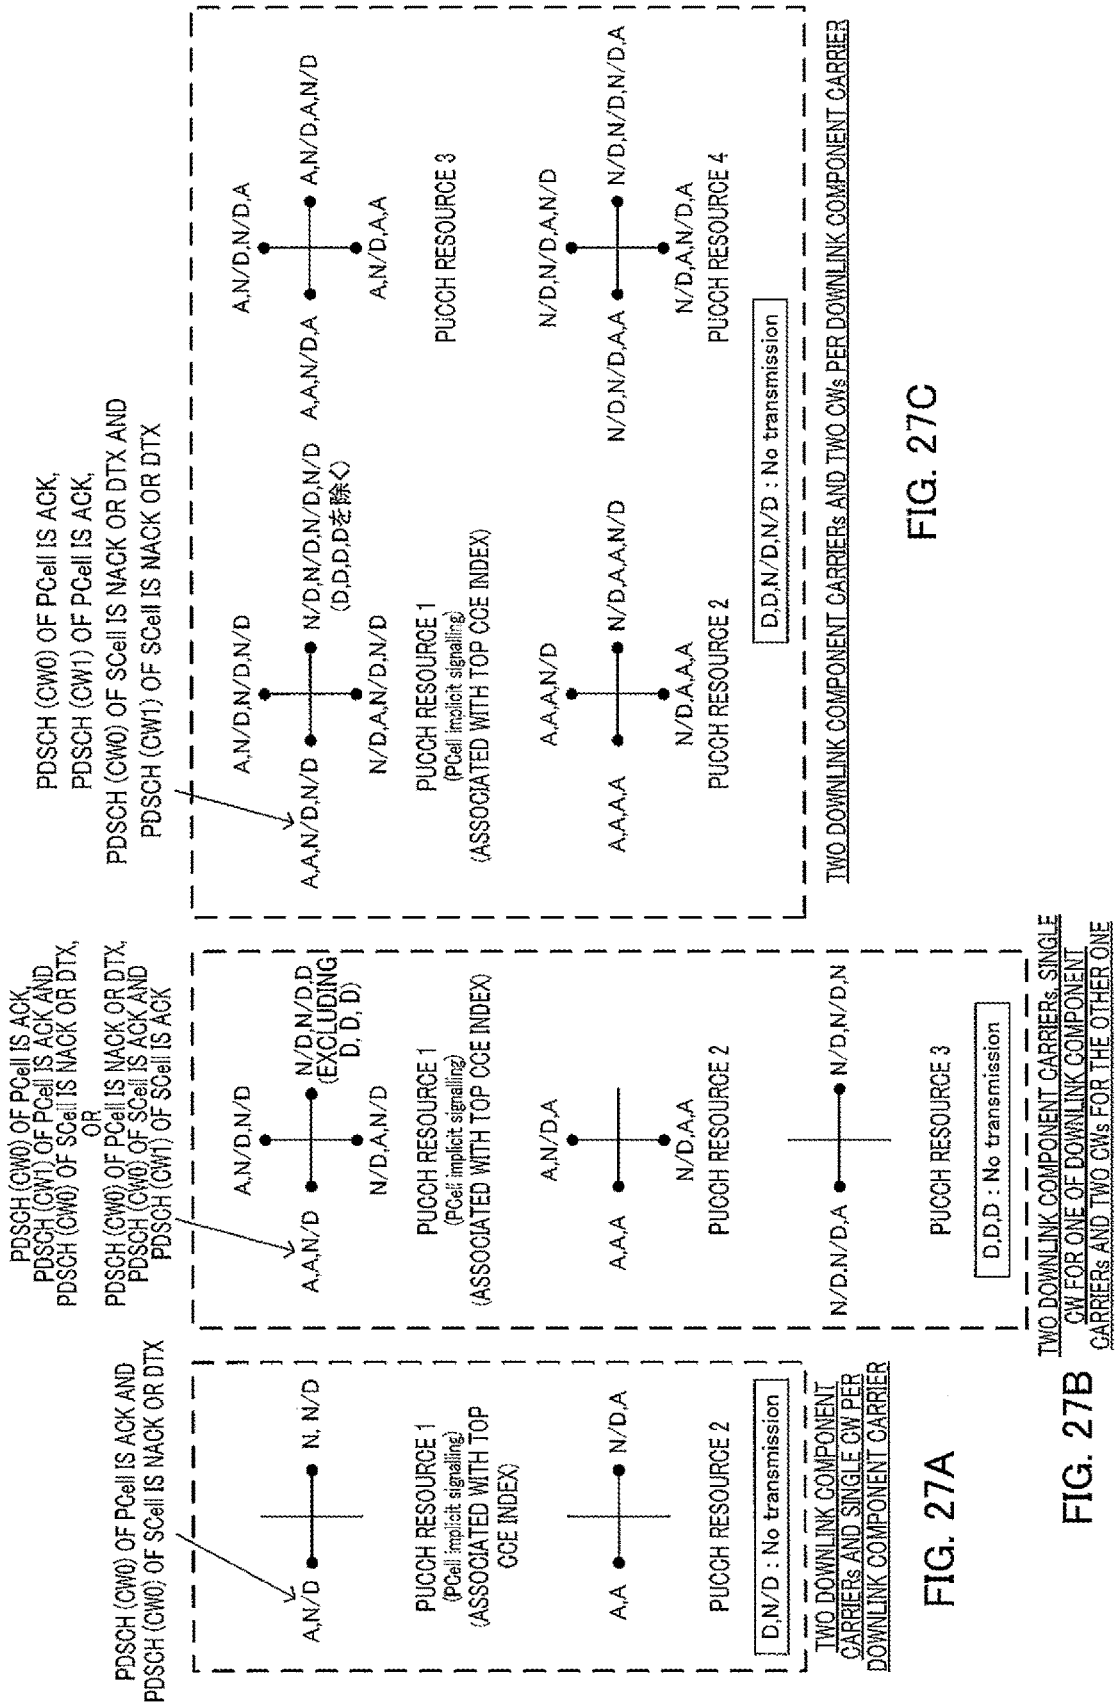 PDSCH (CW0) OF PCell IS ACK AND
PDSCH (CW0) OF SCell IS NACK OR DTX
A,N/D
N, N/D
PUCCH RESOURCE 1
(PCell implicit signalling)
(ASSOCIATED WITH TOP
CCE INDEX)
A,A
N/D,A
PUCCH RESOURCE 2
D,N/D : No transmission
TWO DOWNLINK COMPONENT
CARRIERs AND SINGLE CW PER
DOWNLINK COMPONENT CARRIER
FIG. 27A
PDSCH (CW0) OF PCell IS ACK,
PDSCH (CW1) OF PCell IS ACK AND
PDSCH (CW0) OF SCell IS NACK OR DTX,
OR
PDSCH (CW0) OF PCell IS NACK OR DTX,
PDSCH (CW0) OF SCell IS ACK AND
PDSCH (CW1) OF SCell IS ACK
A,N/D,N/D
A,A,N/D
N/D,N/D,D
(EXCLUDING
D, D, D)
N/D,A,N/D
PUCCH RESOURCE 1
(PCell implicit signalling)
(ASSOCIATED WITH TOP CCE INDEX)
A,N/D,A
A,A,A
N/D,A,A
PUCCH RESOURCE 2
N/D.N/D,A
N/D,N/D,N
PUCCH RESOURCE 3
D,D,D : No transmission
TWO DOWNLINK COMPONENT CARRIERs, SINGLE
CW FOR ONE OF DOWNLINK COMPONENT
CARRIERs AND TWO CWs FOR THE OTHER ONE
FIG. 27B
PDSCH (CW0) OF PCell IS ACK,
PDSCH (CW1) OF PCell IS ACK,
PDSCH (CW0) OF SCell IS NACK OR DTX AND
PDSCH (CW1) OF SCell IS NACK OR DTX
A,N/D,N/D,N/D
A,A,N/D,N/D
N/D,N/D,N/D,N/D
(D,D,D,Dを除く)
N/D,A,N/D,N/D
PUCCH RESOURCE 1
(PCell implicit signalling)
(ASSOCIATED WITH TOP CCE INDEX)
A,N/D,N/D,A
A,A,N/D,A
A,N/D,A,N/D
A,N/D,A,A
PUCCH RESOURCE 3
A,A,A,N/D
A,A,A,A
N/D,A,A,N/D
N/D,A,A,A
PUCCH RESOURCE 2
N/D,N/D,A,N/D
N/D,N/D,A,A
N/D,N/D,N/D,A
N/D,A,N/D,A
PUCCH RESOURCE 4
D,D,N/D,N/D : No transmission
TWO DOWNLINK COMPONENT CARRIERs AND TWO CWs PER DOWNLINK COMPONENT CARRIER
FIG. 27C